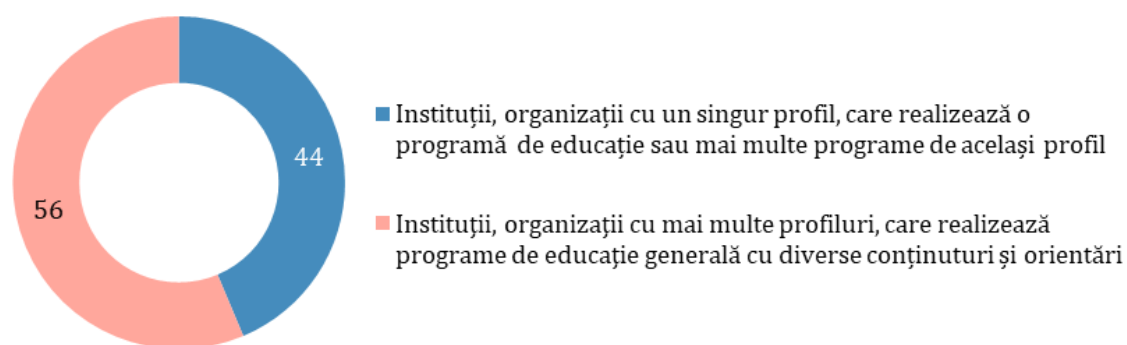 Instituții, organizații cu un singur profil, care realizează o
programă de educație sau mai multe programe de același profil
44
56
Instituții, organizații cu mai multe profiluri, care realizează
programe de educație generală cu diverse conținuturi și orientări